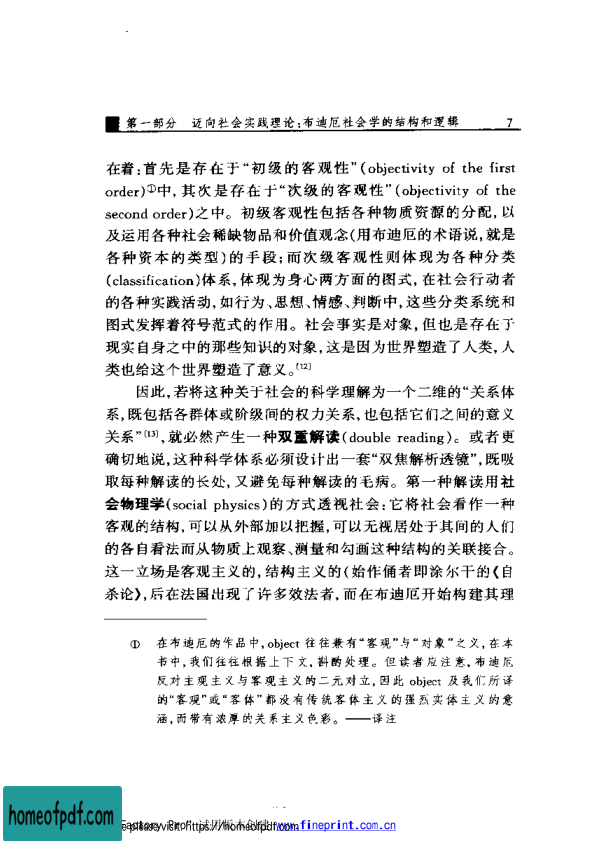 第一部分　迈向社会实践理论:布迪厄社会学的结构和逻辑　7
在着:首先是存在于“初级的客观性”(objectivity of the first
order)①中,其次是存在于“次级的客观性”(objectivity of the
second order)之中。初级客观性包括各种物质资源的分配,以
及运用各种社会稀缺物品和价值观念(用布迪厄的术语说,就是
各种资本的类型)的手段;而次级客观性则体现为各种分类
(classification)体系,体现为身心两方面的图式,在社会行动者
的各种实践活动,如行为、思想、情感、判断中,这些分类系统和
图式发挥着符号范式的作用。社会事实是对象,但也是存在于
现实自身之中的那些知识的对象,这是因为世界塑造了人类,人
类也给这个世界塑造了意义。〔12〕
因此,若将这种关于社会的科学理解为一个二维的“关系体
系,既包括各群体或阶级间的权力关系,也包括它们之间的意义
关系”〔13〕,就必然产生一种双重解读(double reading)。或者更
确切地说,这种科学体系必须设计出一套“双焦解析透镜”,既吸
取每种解读的长处,又避免每种解读的毛病。第一种解读用社
会物理学(social physics)的方式透视社会:它将社会看作一种
客观的结构,可以从外部加以把握,可以无视居处于其间的人们
的各自看法而从物质上观察、测量和勾画这种结构的关联接合。
这一立场是客观主义的,结构主义的(始作俑者即涂尔干的《自
杀论》,后在法国出现了许多效法者,而在布迪厄开始构建其理
①　在布迪厄的作品中,object 往往兼有“客观”与“对象”之义,在本
书中,我们往往根据上下文,斟酌处理。但读者应注意,布迪厄
反对主观主义与客观主义的二元对立,因此 object 及我们所译
的“客观”或“客体”都没有传统客体主义的强烈实体主义的意
涵,而带有浓厚的关系主义色彩。——译注
homeofpdf.com
Factory Pro" 试用版本创建 www.fineprint.com.cn
please visit: https://homeofpdf.com